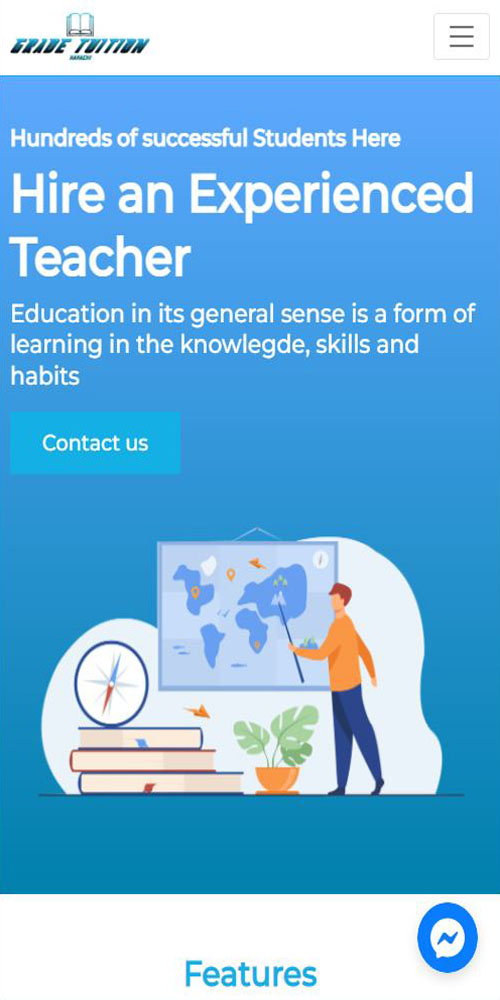 GRADE TUITION
KARACHI
Hundreds of successful Students Here
Hire an Experienced
Teacher
Education in its general sense is a form of
learning in the knowlegde, skills and
habits
Contact us
Features